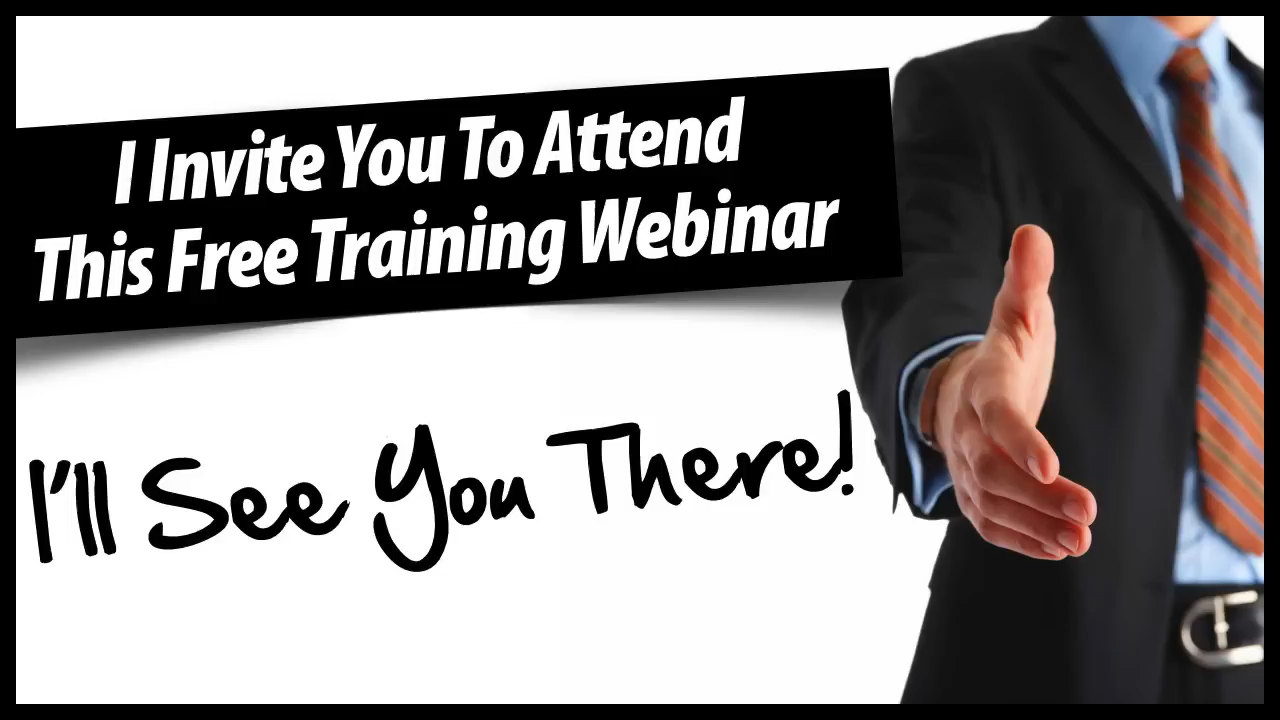 I Invite You To Attend
This Free Training Webinar
I'll See You There!